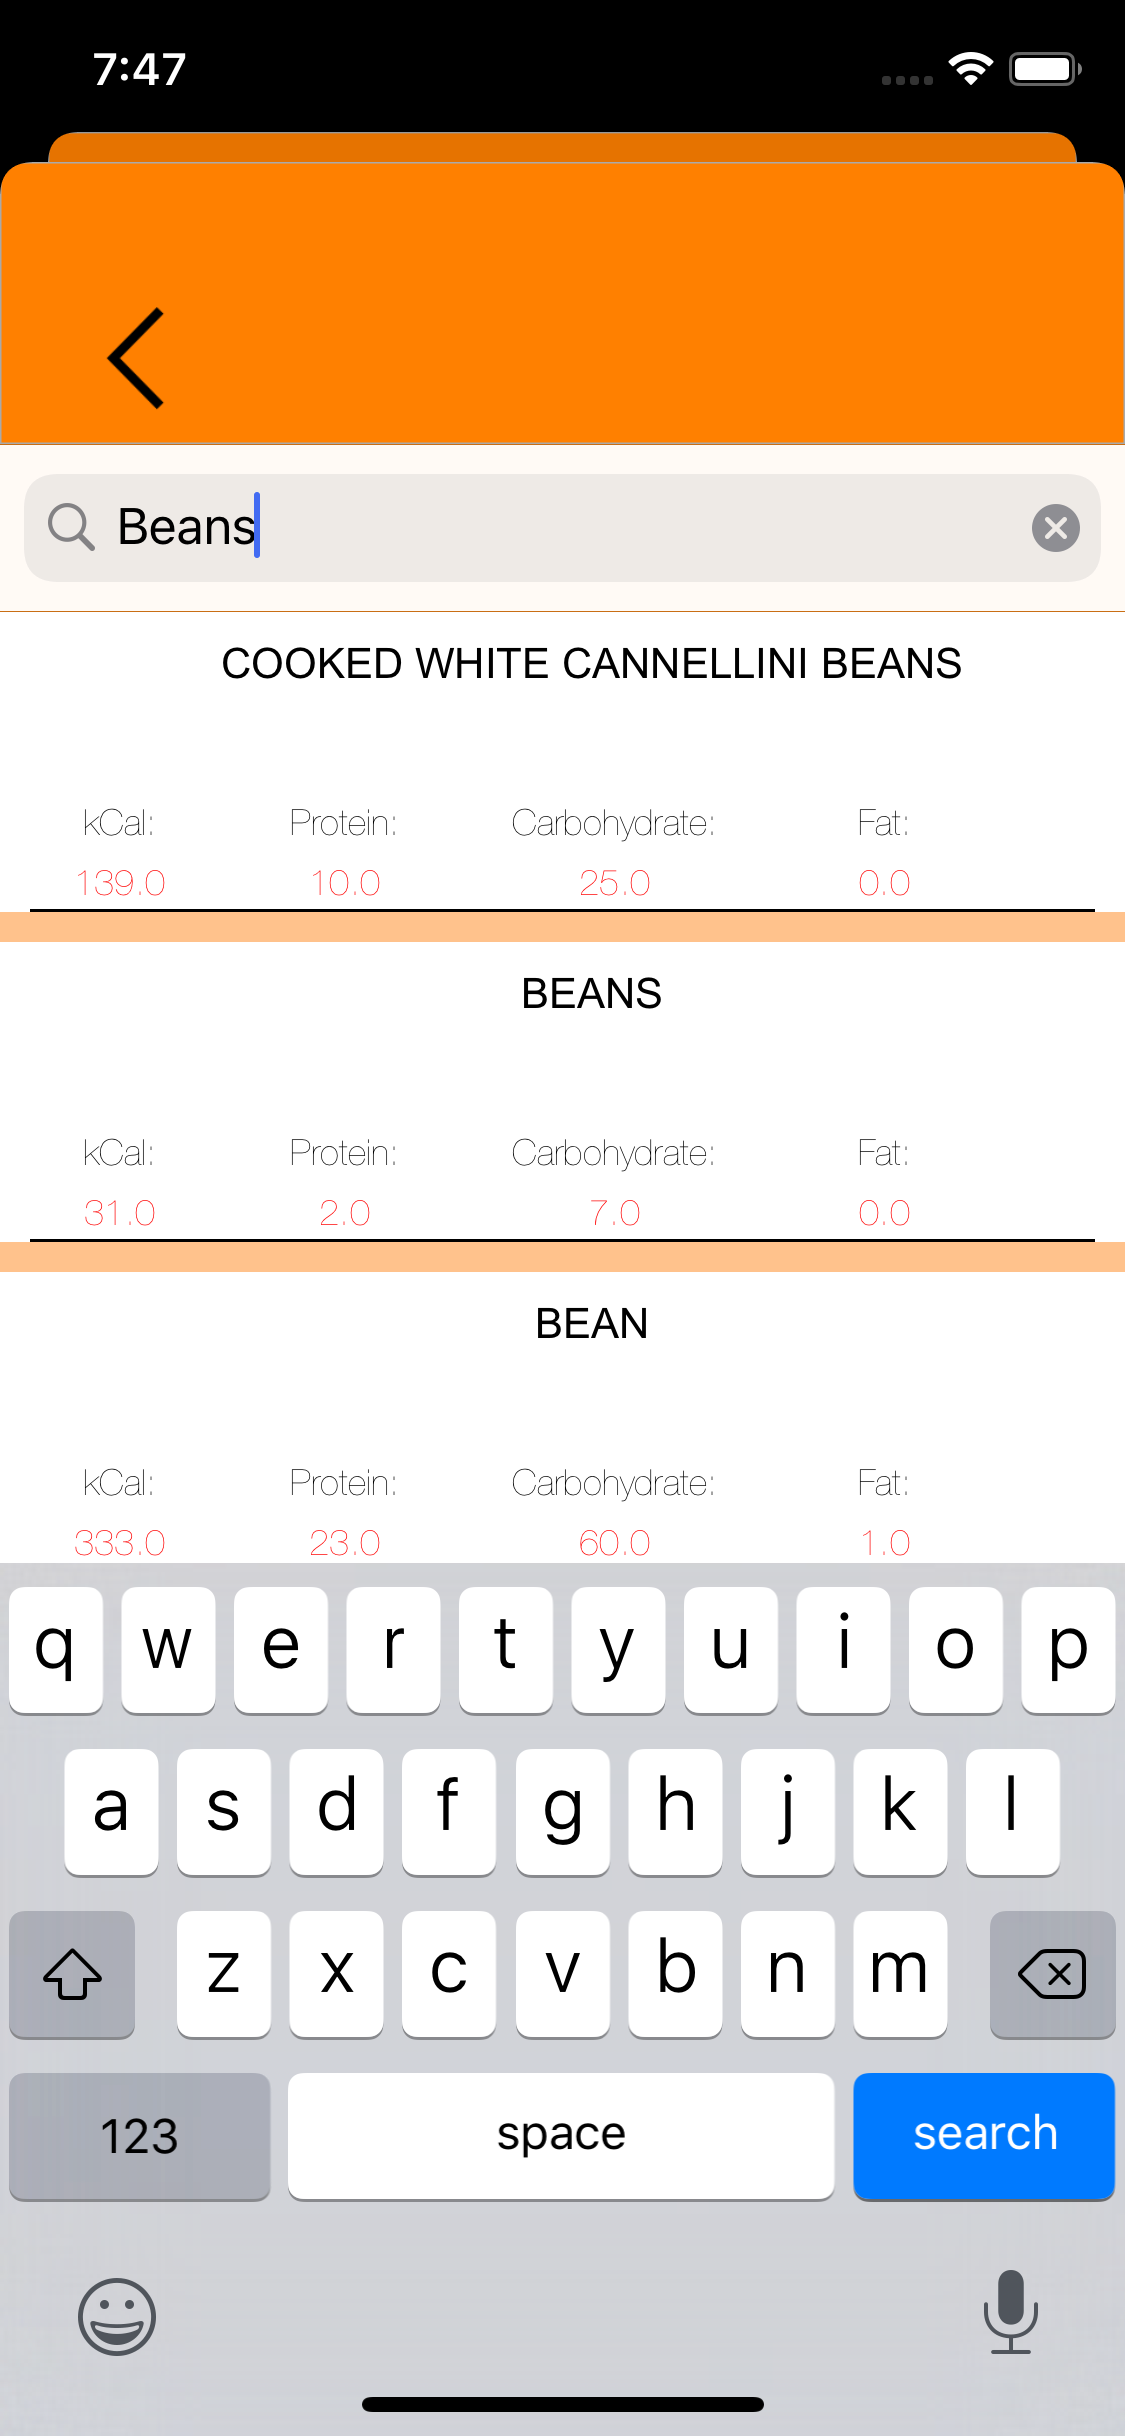 7:47
Beans
COOKED WHITE CANNELLINI BEANS
kCal: Protein: Carbohydrate: Fat:
139.0 10.0 25.0 0.0
BEANS
kCal: Protein: Carbohydrate: Fat:
31.0 2.0 7.0 0.0
BEAN
kCal: Protein: Carbohydrate: Fat:
333.0 23.0 60.0 1.0
q w e r t y u i o p
a s d f g h j k l
z x c v b n m
123 space search